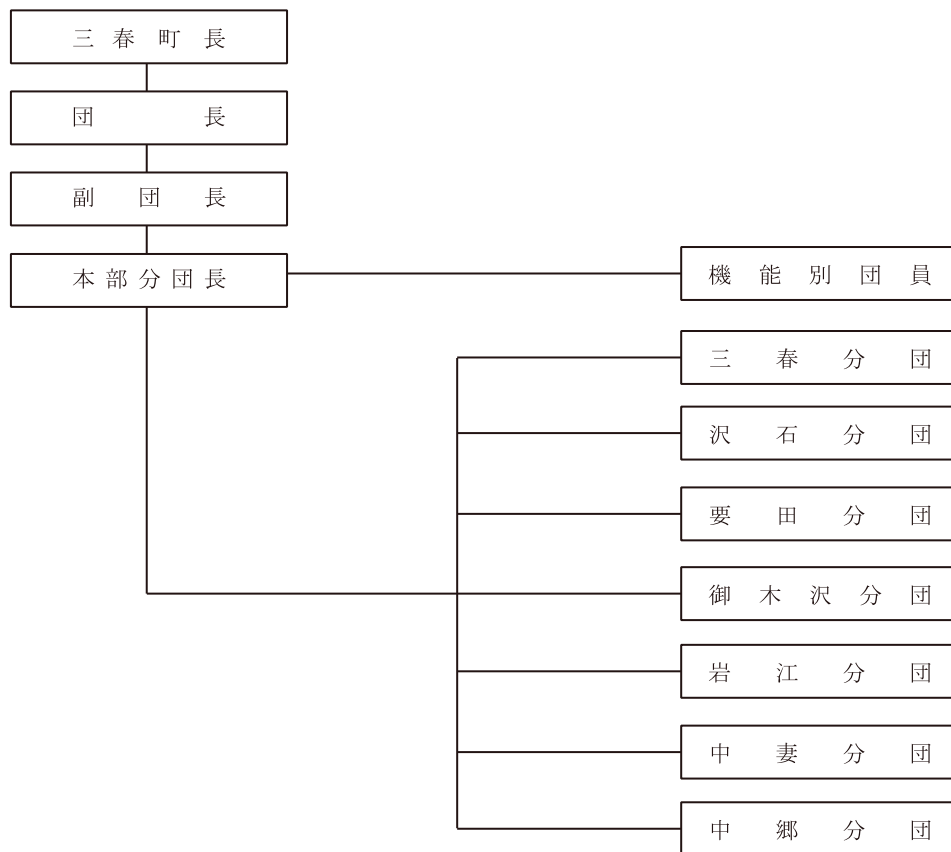 三春町長
団長
副団長
本部分団長
機能別団員
三春分団
沢石分団
要田分団
御木沢分団
岩江分団
中妻分団
中郷分団